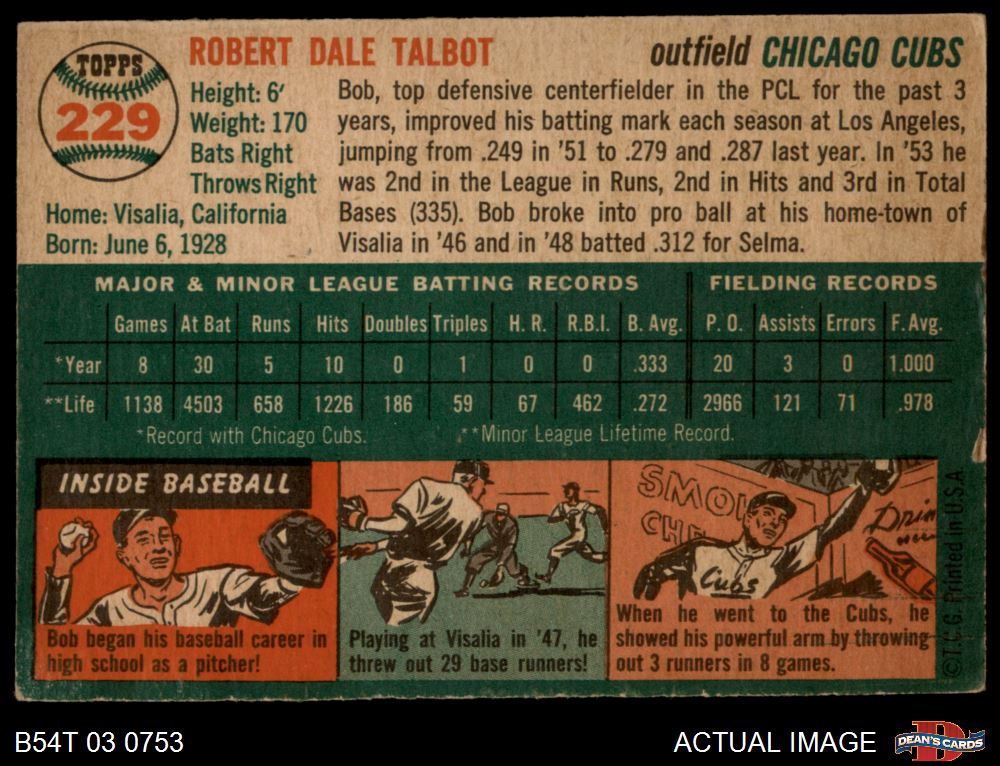 TOPPS
229
ROBERT DALE TALBOT
outfield CHICAGO CUBS
Height: 6'
Weight: 170
Bats Right
Throws Right
Home: Visalia, California
Born: June 6, 1928
Bob, top defensive centerfielder in the PCL for the past 3
years, improved his batting mark each season at Los Angeles,
jumping from .249 in '51 to .279 and .287 last year. In '53 he
was 2nd in the League in Runs, 2nd in Hits and 3rd in Total
Bases (335). Bob broke into pro ball at his home-town of
Visalia in '46 and in '48 batted .312 for Selma.
MAJOR & MINOR LEAGUE BATTING RECORDS FIELDING RECORDS
Games At Bat Runs Hits Doubles Triples H. R. R.B.I. B. Avg. P. O. Assists Errors F. Avg.
*Year 8 30 5 10 0 1 0 0 .333 20 3 0 1.000
**Life 1138 4503 658 1226 186 59 67 462 .272 2966 121 71 .978
*Record with Chicago Cubs. **Minor League Lifetime Record.
INSIDE BASEBALL
Bob began his baseball career in
high school as a pitcher!
Playing at Visalia in '47, he
threw out 29 base runners!
SMO
CHE
Drin
Cubs
When he went to the Cubs, he
showed his powerful arm by throwing
out 3 runners in 8 games.
©T.C.G. Printed in U.S.A.
B54T 03 0753
ACTUAL IMAGE
DEAN'S CARDS